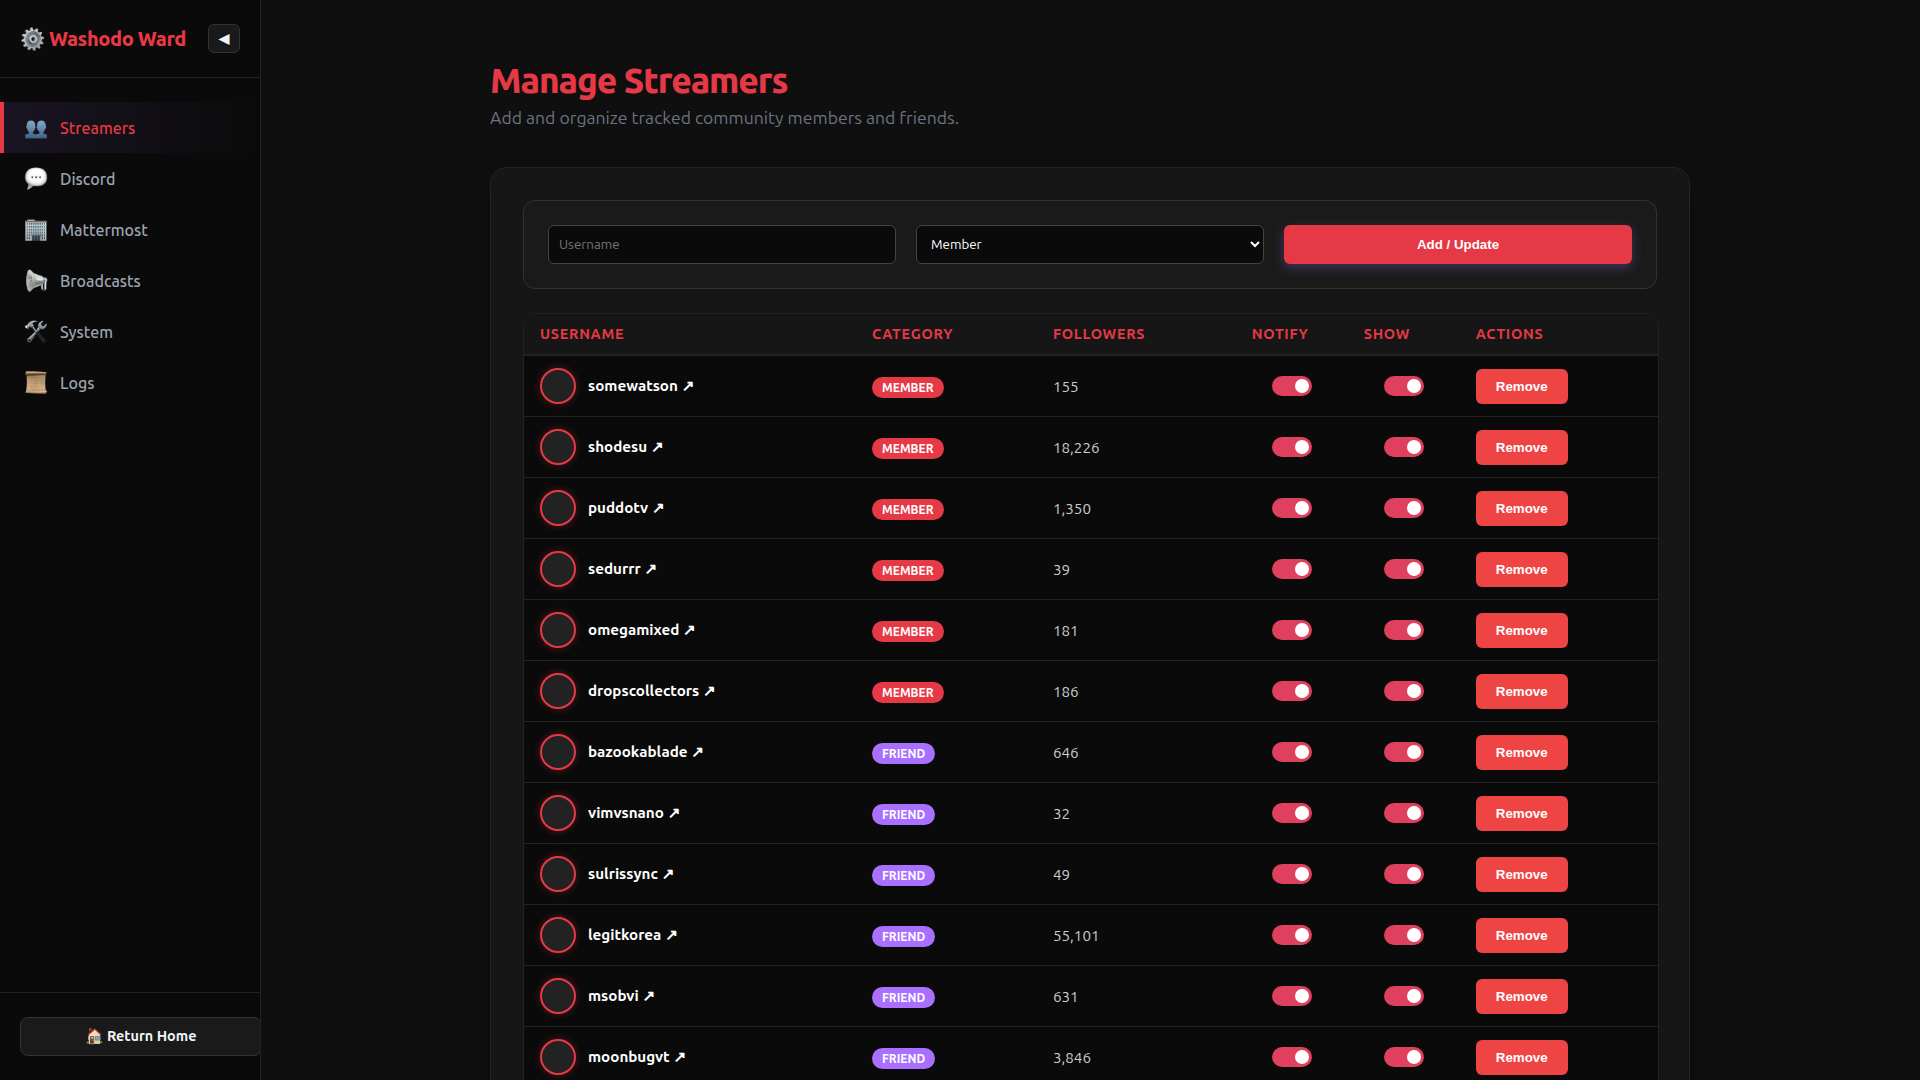 Washodo Ward
Streamers
Discord
Mattermost
Broadcasts
System
Logs
Return Home
Manage Streamers
Add and organize tracked community members and friends.
Username
Member
Add / Update
USERNAME CATEGORY FOLLOWERS NOTIFY SHOW ACTIONS
somewatson ↗ MEMBER 155 Remove
shodesu ↗ MEMBER 18,226 Remove
puddotv ↗ MEMBER 1,350 Remove
sedurrr ↗ MEMBER 39 Remove
omegamixed ↗ MEMBER 181 Remove
dropscollectors ↗ MEMBER 186 Remove
bazookablade ↗ FRIEND 646 Remove
vimvsnano ↗ FRIEND 32 Remove
sulrissync ↗ FRIEND 49 Remove
legitkorea ↗ FRIEND 55,101 Remove
msobvi ↗ FRIEND 631 Remove
moonbugvt ↗ FRIEND 3,846 Remove